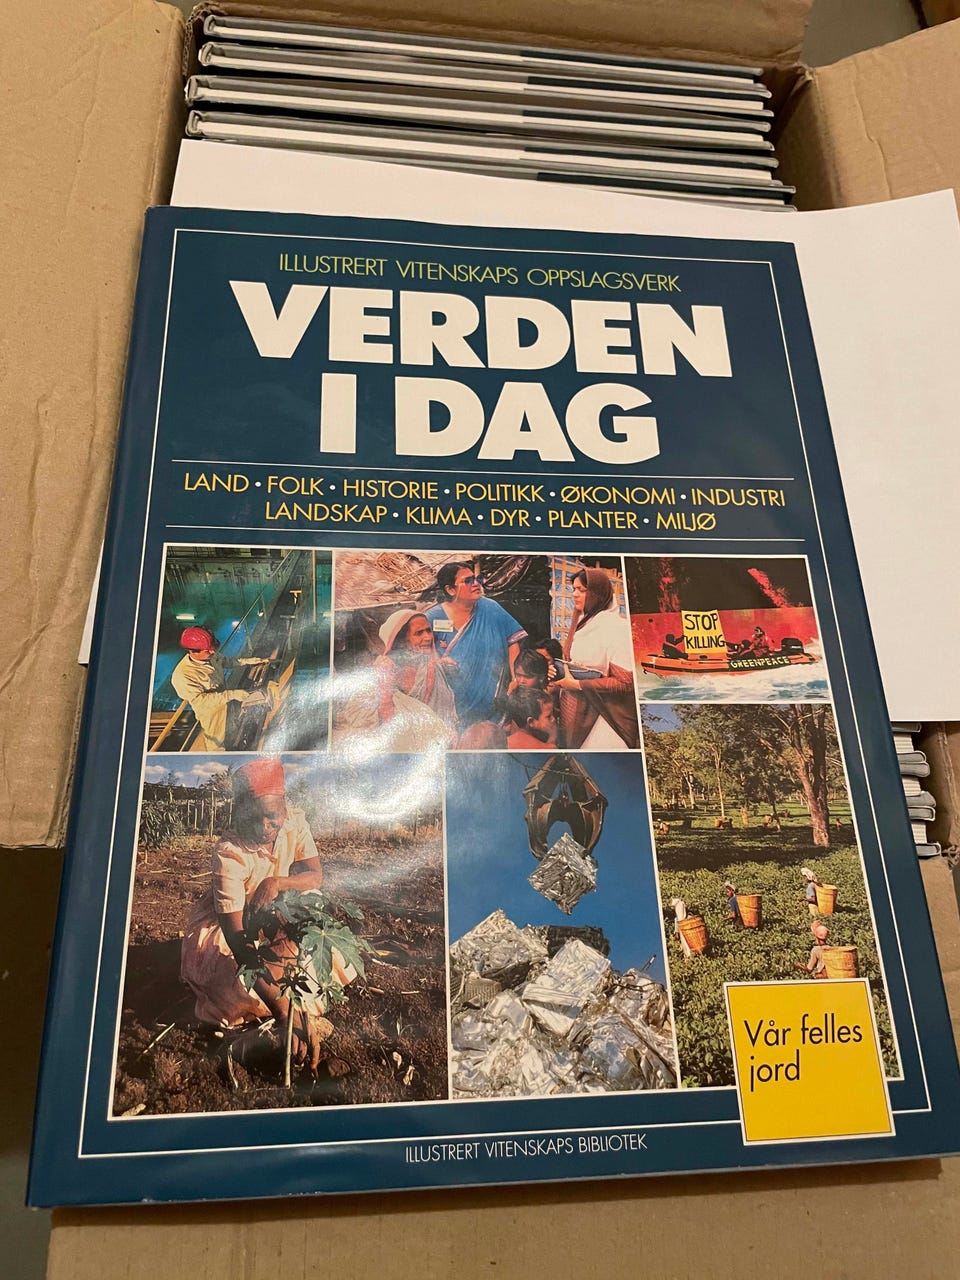 ILLUSTRERT VITENSKAPS OPPSLAGSVERK
VERDEN
I DAG
LAND • FOLK • HISTORIE • POLITIKK • ØKONOMI • INDUSTRI
LANDSKAP • KLIMA • DYR • PLANTER • MILJØ
STOP
KILLING
GREENPEACE
Vår felles
jord
ILLUSTRERT VITENSKAPS BIBLIOTEK